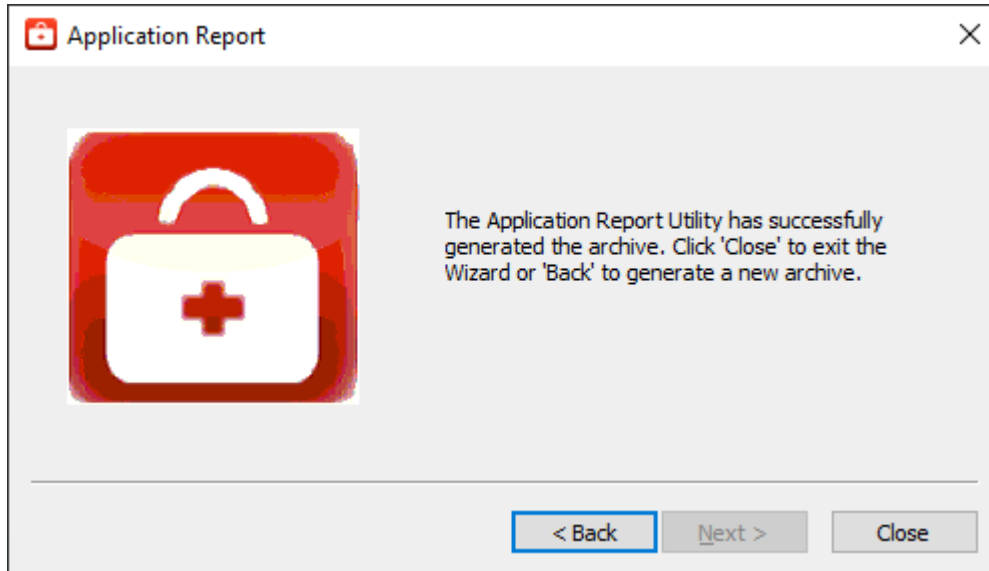 Application Report
The Application Report Utility has successfully
generated the archive. Click 'Close' to exit the
Wizard or 'Back' to generate a new archive.
< Back
Next >
Close